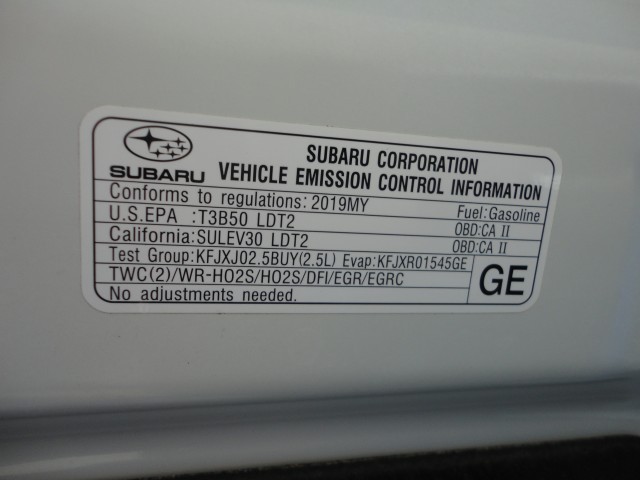 SUBARU
SUBARU CORPORATION
VEHICLE EMISSION CONTROL INFORMATION
Conforms to regulations: 2019MY Fuel:Gasoline
U.S.EPA :T3B50 LDT2 OBD:CA II
California:SULEV30 LDT2 OBD:CA II
Test Group:KFJXJ02.5BUY(2.5L) Evap:KFJXR01545GE
TWC(2)/WR-HO2S/HO2S/DFI/EGR/EGRC
No adjustments needed.
GE